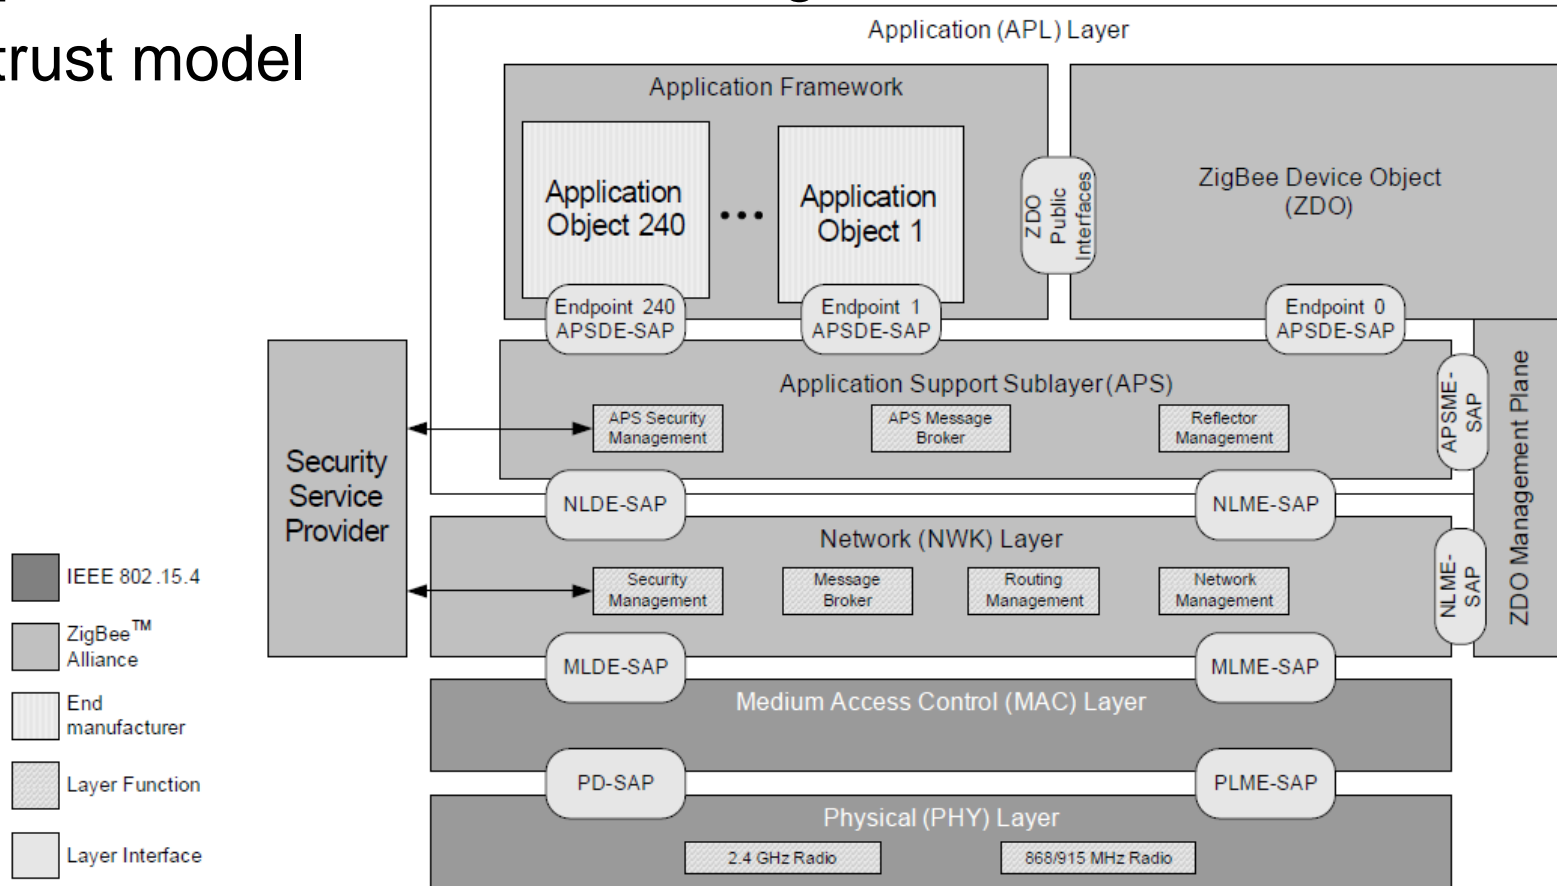 trust model
Application (APL) Layer
Application Framework
Application
Object 240
Application
Object 1
ZDO
Public
Interfaces
ZigBee Device Object
(ZDO)
Endpoint 240
APSDE-SAP
Endpoint 1
APSDE-SAP
Endpoint 0
APSDE-SAP
Application Support Sublayer (APS)
APS Security
Management
APS Message
Broker
Reflector
Management
APSME-
SAP
ZDO Management Plane
Security
Service
Provider
NLDE-SAP
NLME-SAP
Network (NWK) Layer
Security
Management
Message
Broker
Routing
Management
Network
Management
NLME-
SAP
MLDE-SAP
MLME-SAP
Medium Access Control (MAC) Layer
PD-SAP
PLME-SAP
Physical (PHY) Layer
2.4 GHz Radio
868/915 MHz Radio
IEEE 802.15.4
ZigBee™
Alliance
End
manufacturer
Layer Function
Layer Interface